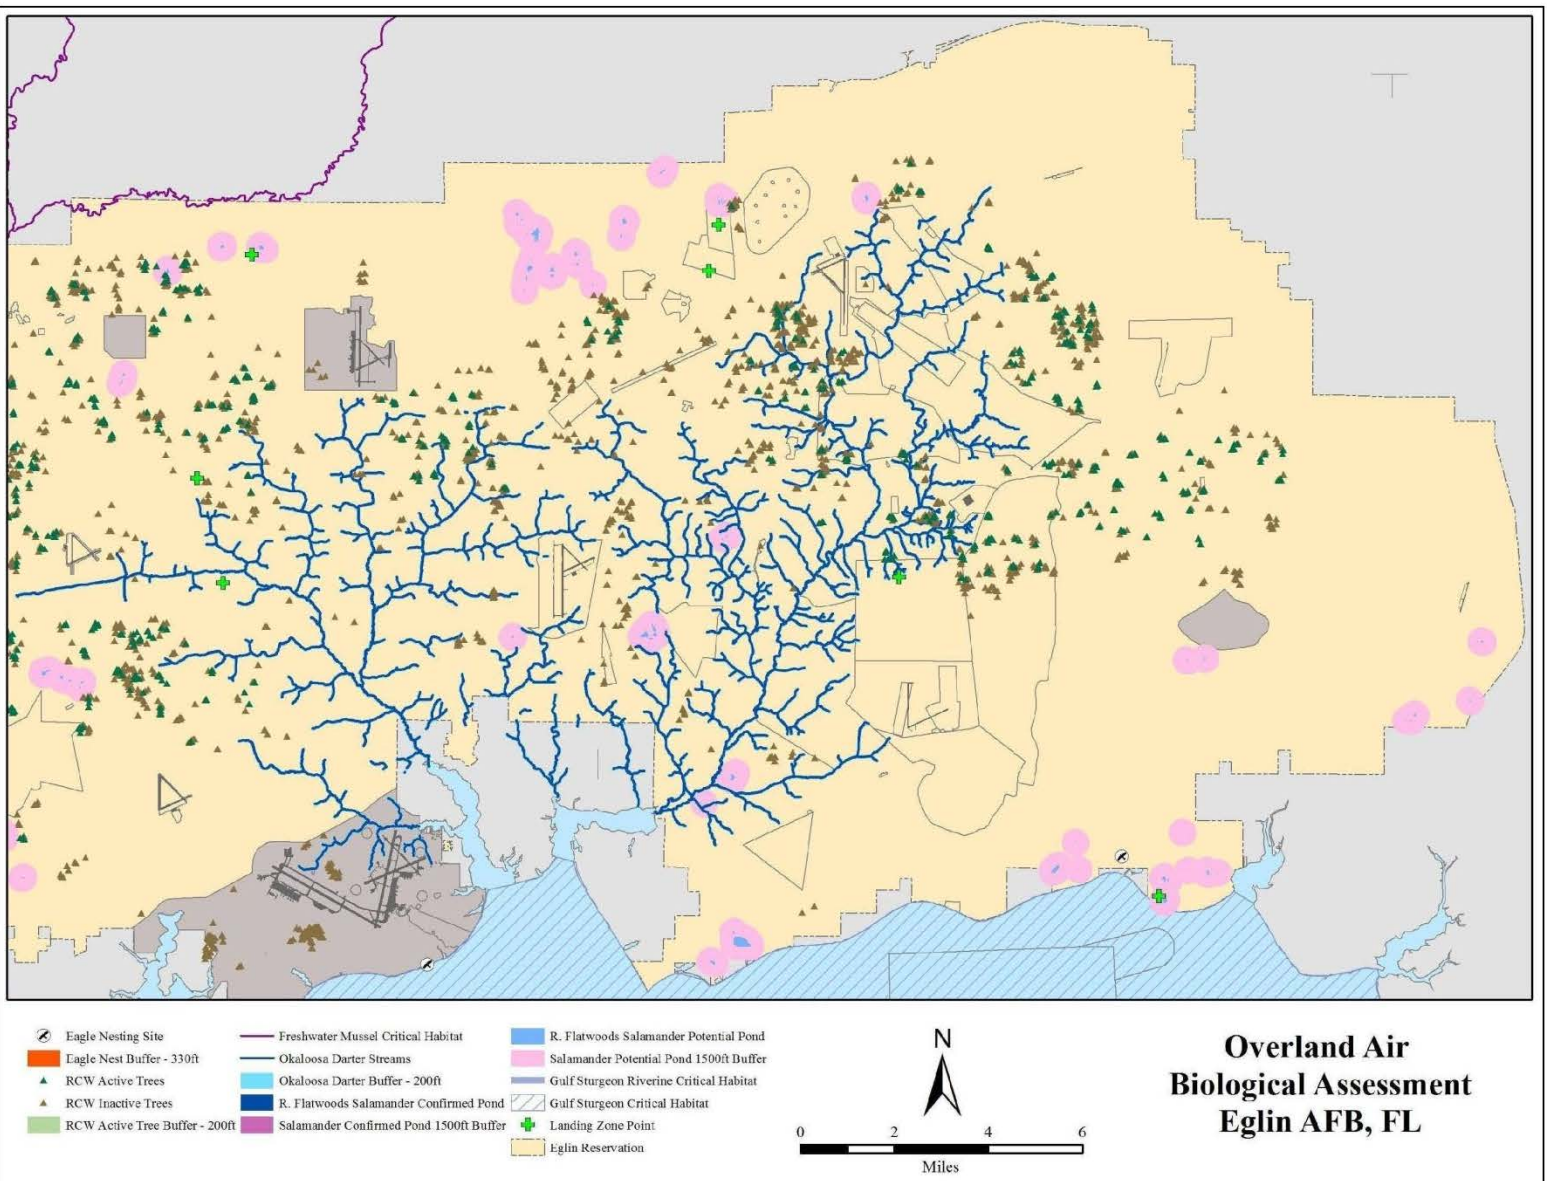 Eagle Nesting Site
Eagle Nest Buffer - 330ft
RCW Active Trees
RCW Inactive Trees
RCW Active Tree Buffer - 200ft
Freshwater Mussel Critical Habitat
Okaloosa Darter Streams
Okaloosa Darter Buffer - 200ft
R. Flatwoods Salamander Confirmed Pond
Salamander Confirmed Pond 1500ft Buffer
R. Flatwoods Salamander Potential Pond
Salamander Potential Pond 1500ft Buffer
Gulf Sturgeon Riverine Critical Habitat
Gulf Sturgeon Critical Habitat
Landing Zone Point
Eglin Reservation
N
0 2 4 6
Miles
Overland Air
Biological Assessment
Eglin AFB, FL